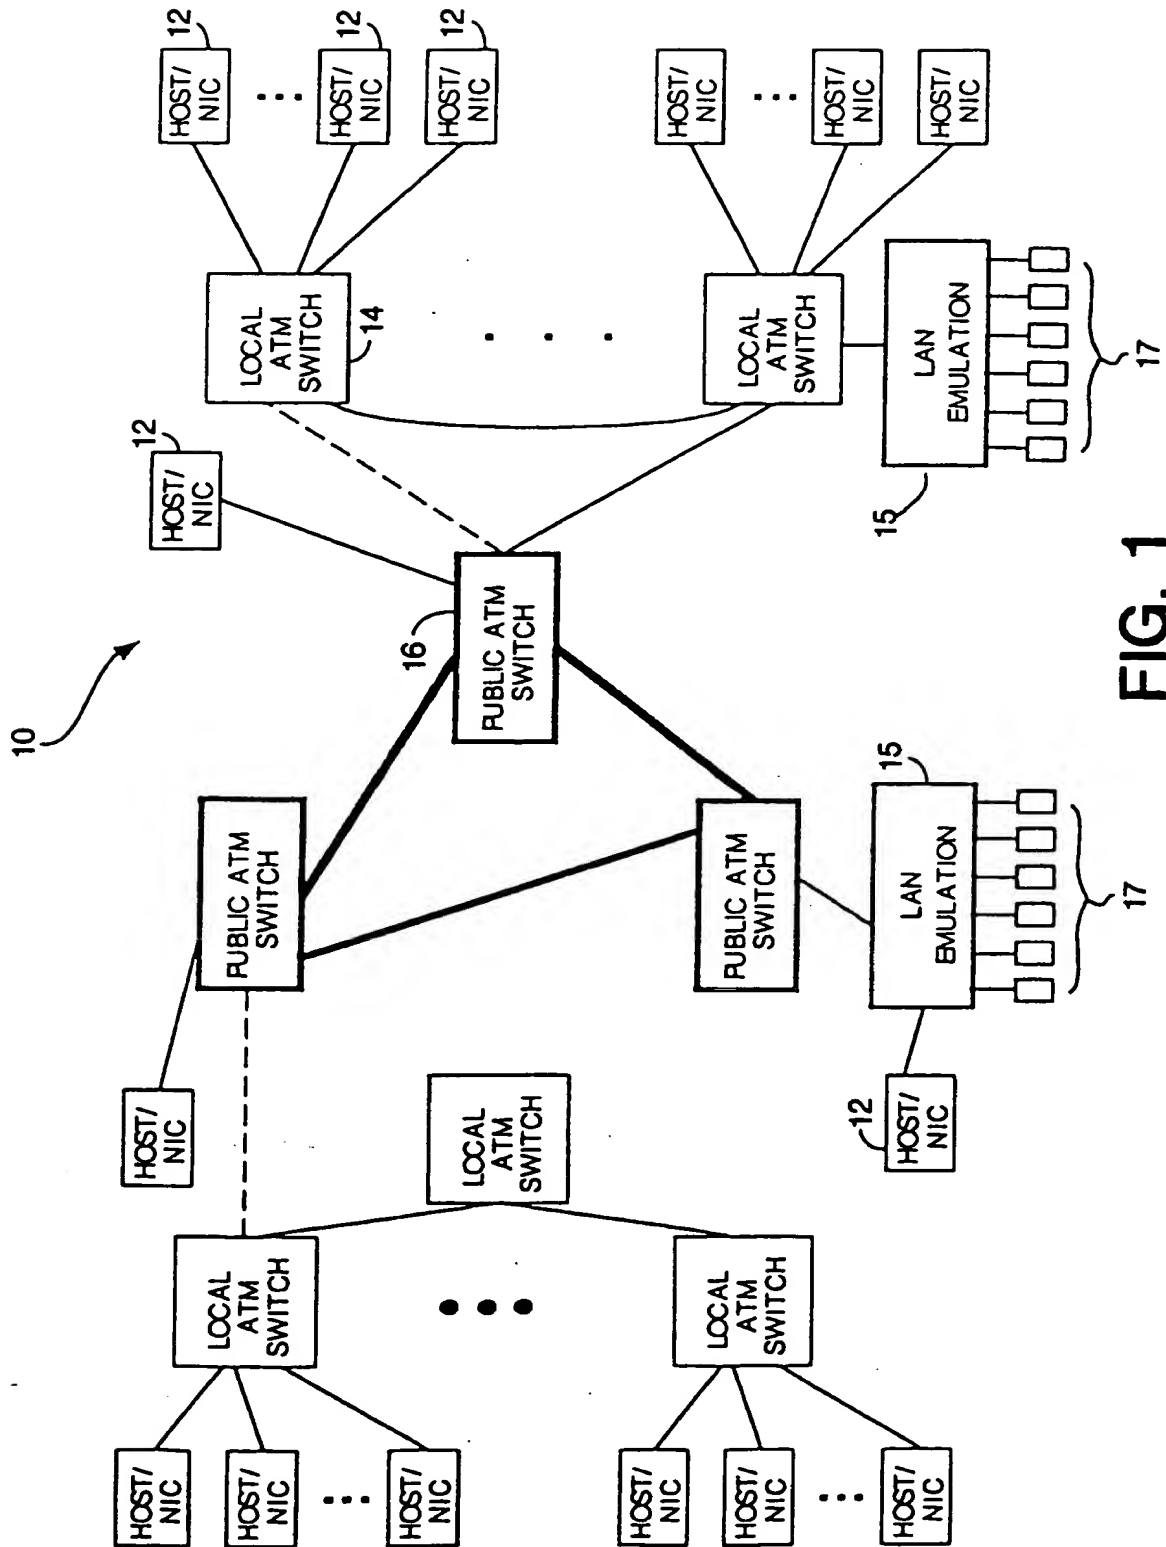 10
HOST/
NIC
HOST/
NIC
HOST/
NIC
HOST/
NIC
HOST/
NIC
HOST/
NIC
LOCAL
ATM
SWITCH
LOCAL
ATM
SWITCH
LOCAL
ATM
SWITCH
HOST/
NIC
12
HOST/
NIC
PUBLIC ATM
SWITCH
PUBLIC ATM
SWITCH
15
LAN
EMULATION
17
16
PUBLIC ATM
SWITCH
12
HOST/
NIC
LOCAL
ATM
SWITCH
14
LOCAL
ATM
SWITCH
15
LAN
EMULATION
17
12
HOST/
NIC
12
HOST/
NIC
12
HOST/
NIC
HOST/
NIC
HOST/
NIC
HOST/
NIC
FIG. 1